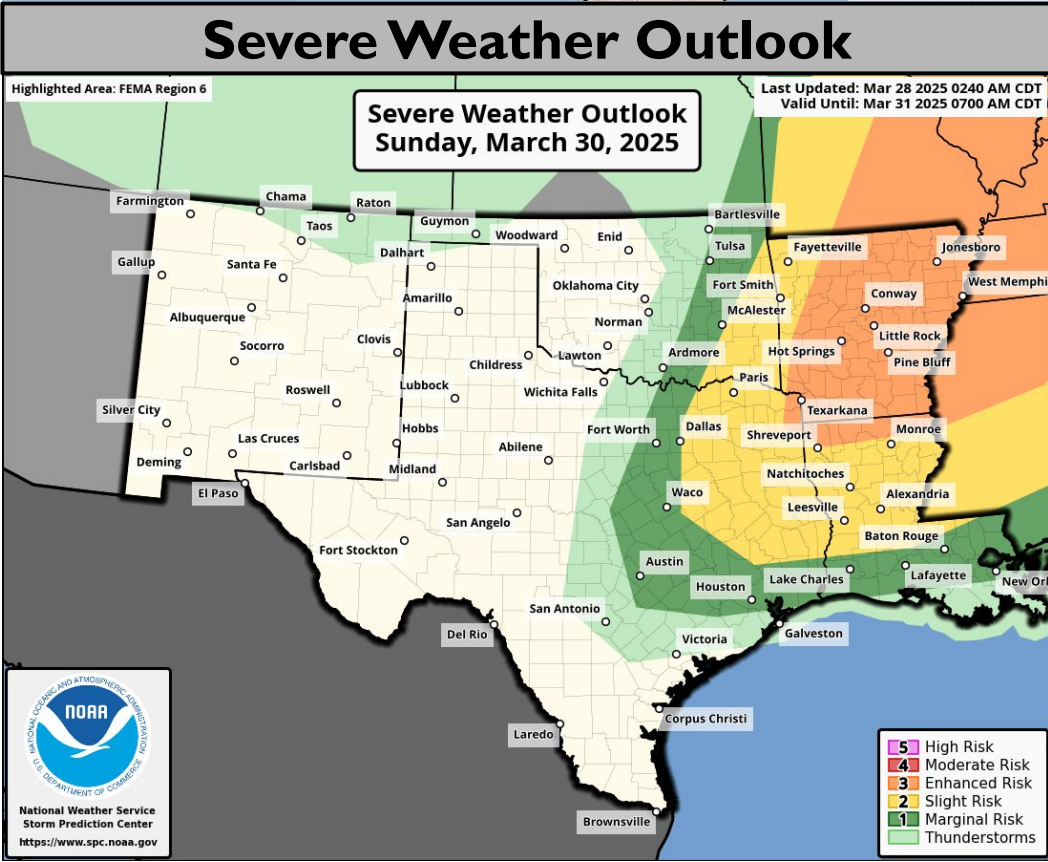 Severe Weather Outlook
Highlighted Area: FEMA Region 6
Severe Weather Outlook
Sunday, March 30, 2025
Last Updated: Mar 28 2025 0240 AM CDT
Valid Until: Mar 31 2025 0700 AM CDT
Farmington
Chama
Raton
Taos
Guymon
Woodward
Enid
Bartlesville
Tulsa
Fayetteville
Jonesboro
Gallup
Santa Fe
Dalhart
Oklahoma City
Fort Smith
West Memphi
Amarillo
Conway
Albuquerque
Norman
McAlester
Socorro
Clovis
Little Rock
Childress
Lawton
Ardmore
Hot Springs
Pine Bluff
Roswell
Lubbock
Wichita Falls
Paris
Silver City
Texarkana
Las Cruces
Hobbs
Fort Worth
Dallas
Shreveport
Monroe
Deming
Carlsbad
Midland
Abilene
Natchitoches
El Paso
Waco
Alexandria
San Angelo
Leesville
Fort Stockton
Baton Rouge
Austin
Houston
Lake Charles
Lafayette
New Orl
San Antonio
Del Rio
Victoria
Galveston
Laredo
Corpus Christi
Brownsville
NATIONAL OCEANIC AND ATMOSPHERIC ADMINISTRATION
NOAA
U.S. DEPARTMENT OF COMMERCE
National Weather Service
Storm Prediction Center
https://www.spc.noaa.gov
5 High Risk
4 Moderate Risk
3 Enhanced Risk
2 Slight Risk
1 Marginal Risk
Thunderstorms